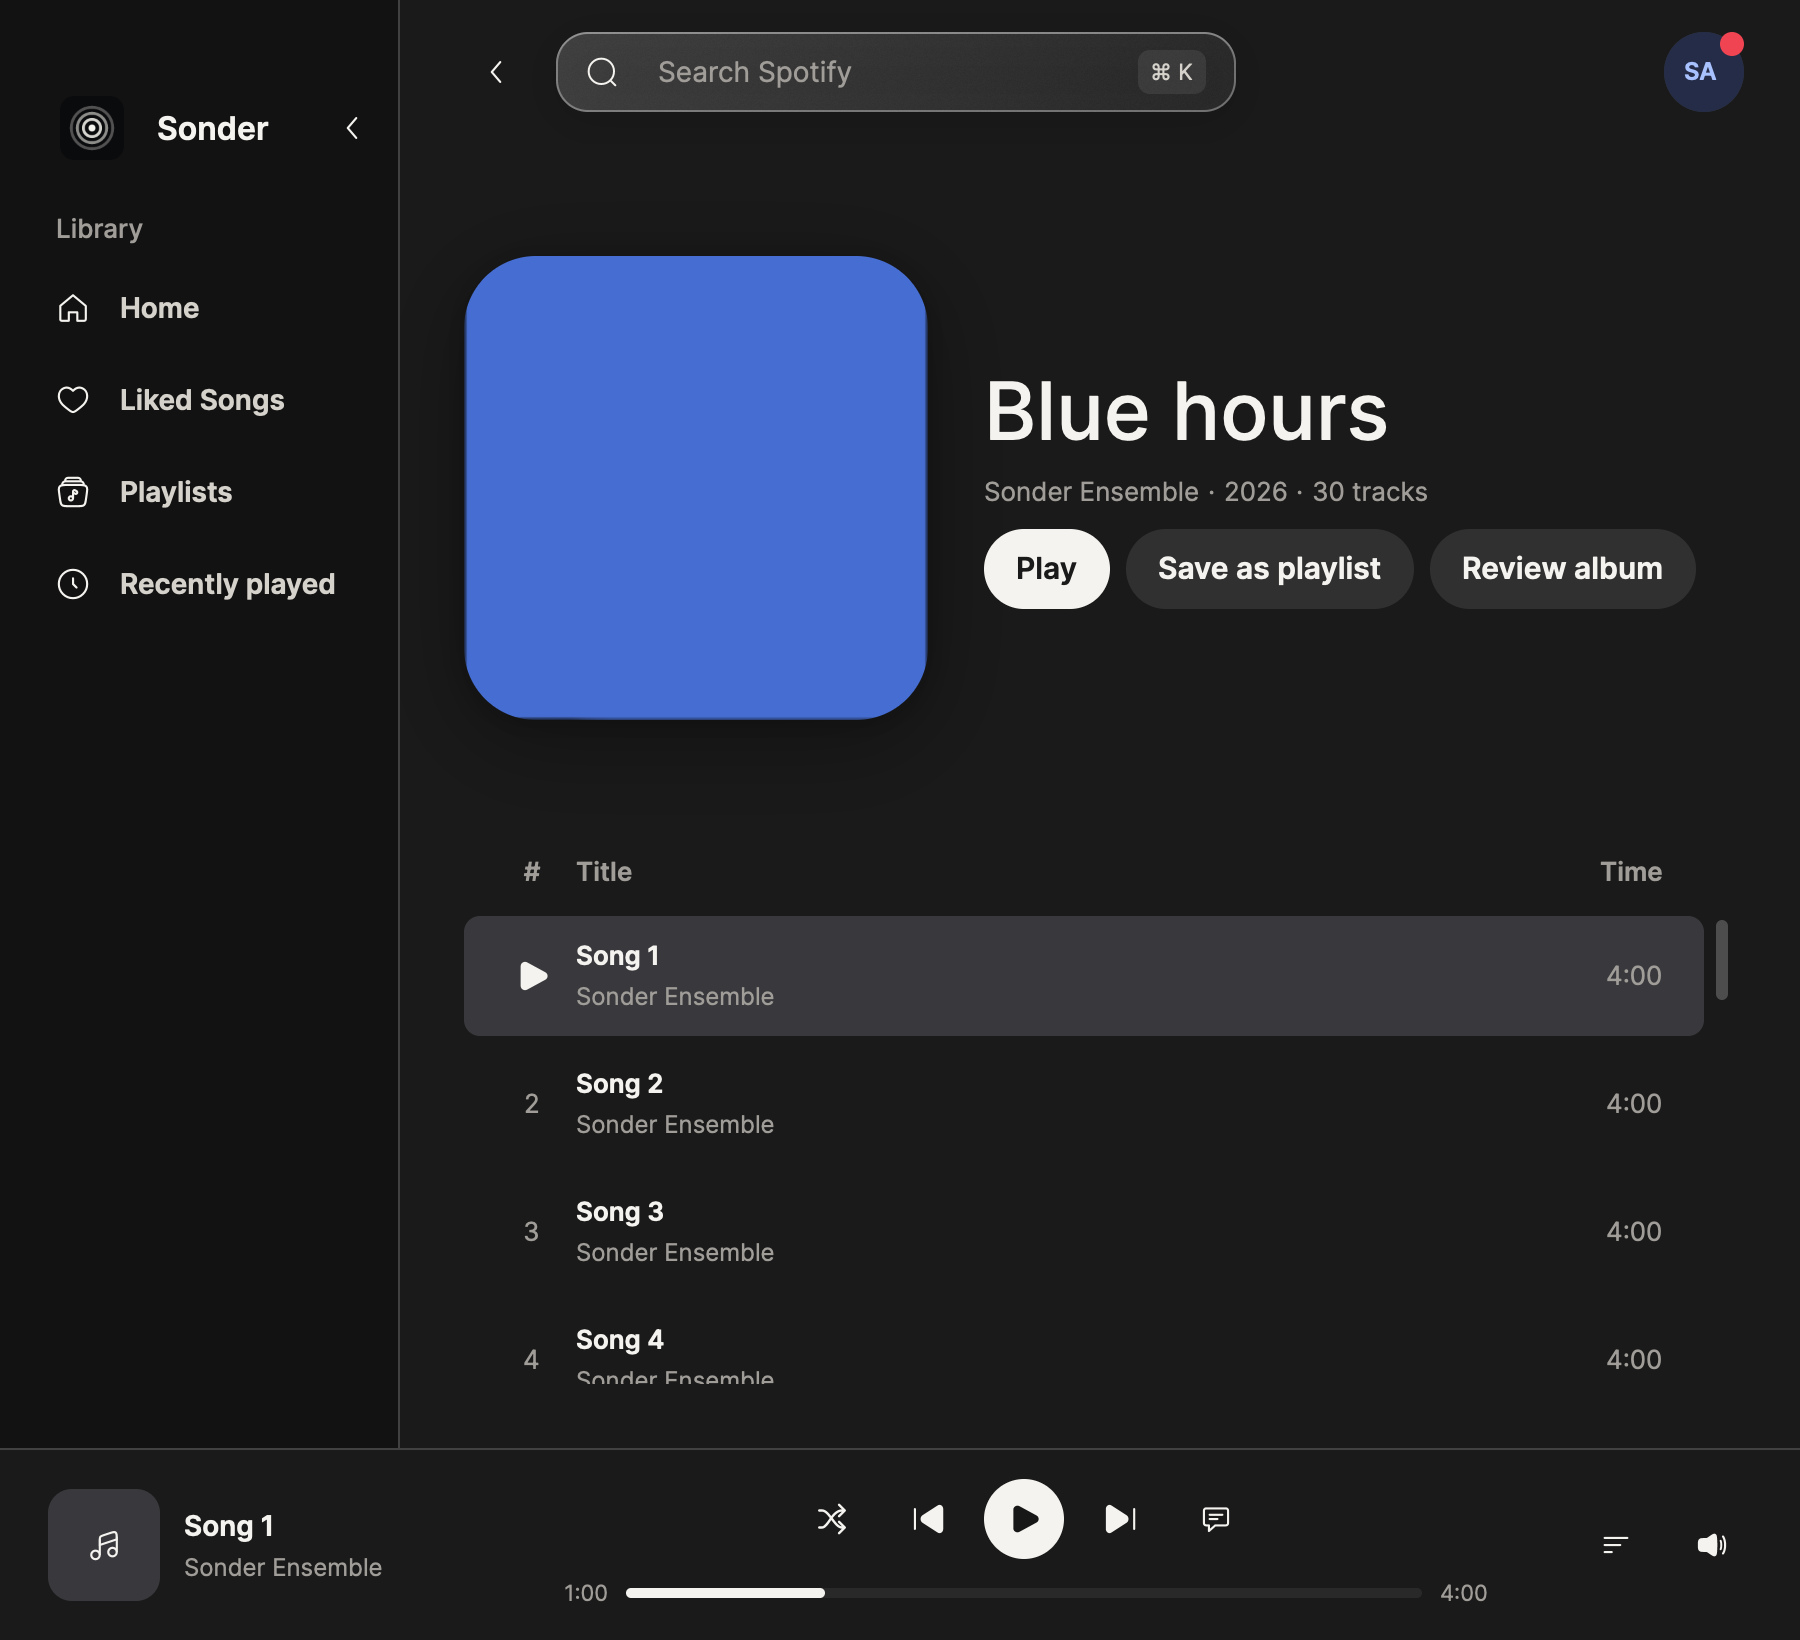 Search Spotify
⌘ K
SA
Sonder
Library
Home
Liked Songs
Playlists
Recently played
Blue hours
Sonder Ensemble · 2026 · 30 tracks
Play
Save as playlist
Review album
# Title Time
Song 1
Sonder Ensemble
4:00
2
Song 2
Sonder Ensemble
4:00
3
Song 3
Sonder Ensemble
4:00
4
Song 4
Sonder Ensemble
4:00
Song 1
Sonder Ensemble
1:00
4:00